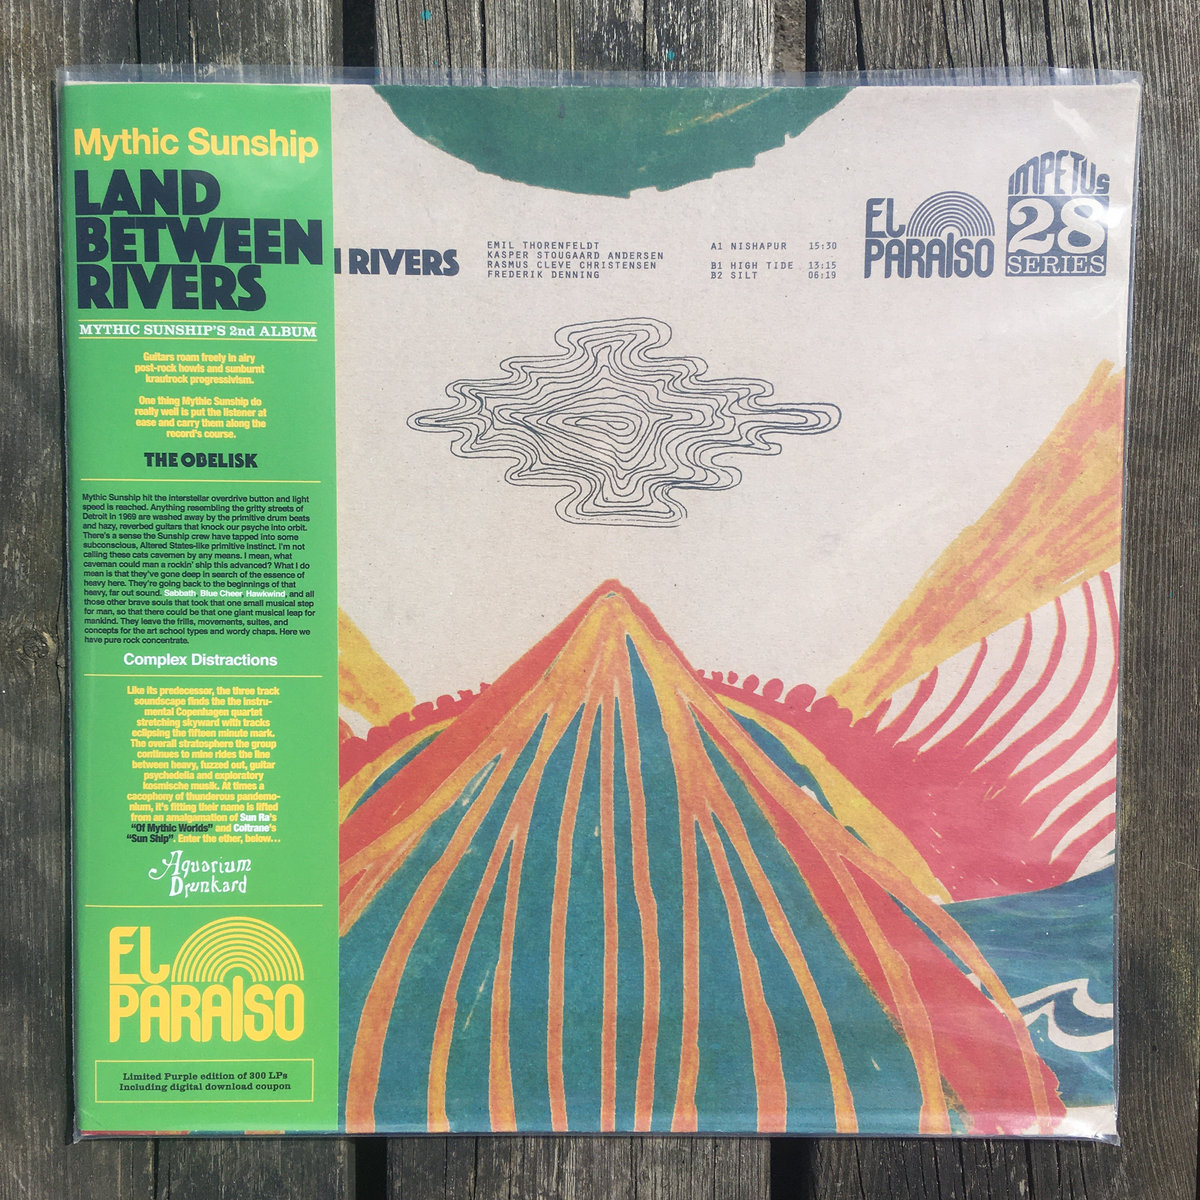 Mythic Sunship
LAND
BETWEEN
RIVERS
MYTHIC SUNSHIP'S 2nd ALBUM
Guitars roam freely in airy
post-rock howls and sunburnt
krautrock progressivism.
One thing Mythic Sunship do
really well is put the listener at
ease and carry them along the
record's course.
THE OBELISK
Mythic Sunship hit the interstellar overdrive button and light
speed is reached. Anything resembling the gritty streets of
Detroit in 1969 are washed away by the primitive drum beats
and hazy, reverbed guitars that knock our psyche into orbit.
There's a sense the Sunship crew have tapped into some
subconscious, Altered States-like primitive instinct. I'm not
calling these cats cavemen by any means. I mean, what
caveman could man a rockin' ship this advanced? What I do
mean is that they've gone deep in search of the essence of
heavy here. They're going back to the beginnings of that
heavy, far out sound. Sabbath, Blue Cheer, Hawkwind, and all
those other brave souls that took that one small musical step
for man, so that there could be that one giant musical leap for
mankind. They leave the frills, movements, suites, and
concepts for the art school types and wordy chaps. Here we
have pure rock concentrate.
Complex Distractions
Like its predecessor, the three track
soundscape finds the the instru-
mental Copenhagen quartet
stretching skyward with tracks
eclipsing the fifteen minute mark.
The overall stratosphere the group
continues to mine rides the line
between heavy, fuzzed out, guitar
psychedelia and exploratory
kosmische musik. At times a
cacophony of thunderous pandemo-
nium, it's fitting their name is lifted
from an amalgamation of Sun Ra's
"Of Mythic Worlds" and Coltrane's
"Sun Ship". Enter the ether, below...
Aquarium
Drunkard
EL
PARAISO
Limited Purple edition of 300 LPs
Including digital download coupon
RIVERS
EMIL THORENFELDT
KASPER STOUGAARD ANDERSEN
RASMUS CLEVE CHRISTENSEN
FREDERIK DENNING
A1 NISHAPUR 15:30
B1 HIGH TIDE 13:15
B2 SILT 06:19
EL
PARAISO
IMPETUS
28
SERIES